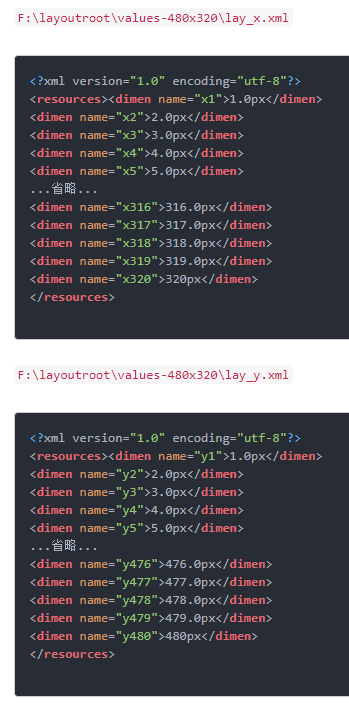 F:\layoutroot\values-480x320\lay_x.xml
<?xml version="1.0" encoding="utf-8"?>
<resources><dimen name="x1">1.0px</dimen>
<dimen name="x2">2.0px</dimen>
<dimen name="x3">3.0px</dimen>
<dimen name="x4">4.0px</dimen>
<dimen name="x5">5.0px</dimen>
...省略...
<dimen name="x316">316.0px</dimen>
<dimen name="x317">317.0px</dimen>
<dimen name="x318">318.0px</dimen>
<dimen name="x319">319.0px</dimen>
<dimen name="x320">320px</dimen>
</resources>
F:\layoutroot\values-480x320\lay_y.xml
<?xml version="1.0" encoding="utf-8"?>
<resources><dimen name="y1">1.0px</dimen>
<dimen name="y2">2.0px</dimen>
<dimen name="y3">3.0px</dimen>
<dimen name="y4">4.0px</dimen>
<dimen name="y5">5.0px</dimen>
...省略...
<dimen name="y476">476.0px</dimen>
<dimen name="y477">477.0px</dimen>
<dimen name="y478">478.0px</dimen>
<dimen name="y479">479.0px</dimen>
<dimen name="y480">480px</dimen>
</resources>